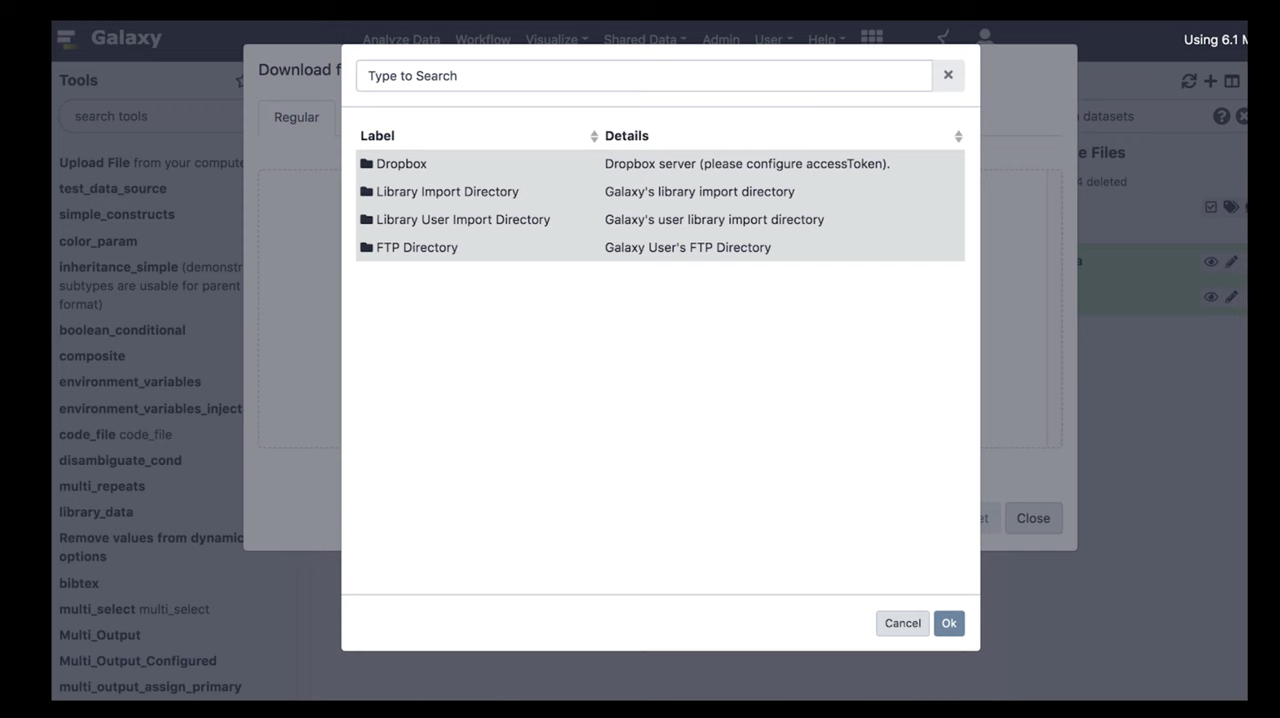 Galaxy
Analyze Data Workflow Visualize Shared Data Admin User Help
Using 6.1
Tools
search tools
Upload File from your compute
test_data_source
simple_constructs
color_param
inheritance_simple (demonstr
subtypes are usable for parent
format)
boolean_conditional
composite
environment_variables
environment_variables_inject
code_file code_file
disambiguate_cond
multi_repeats
library_data
Remove values from dynamic
options
bibtex
multi_select multi_select
Multi_Output
Multi_Output_Configured
multi_output_assign_primary
Download
Regular
Type to Search
Label Details
Dropbox Dropbox server (please configure accessToken).
Library Import Directory Galaxy's library import directory
Library User Import Directory Galaxy's user library import directory
FTP Directory Galaxy User's FTP Directory
Cancel Ok
Close
datasets
Files
4 deleted